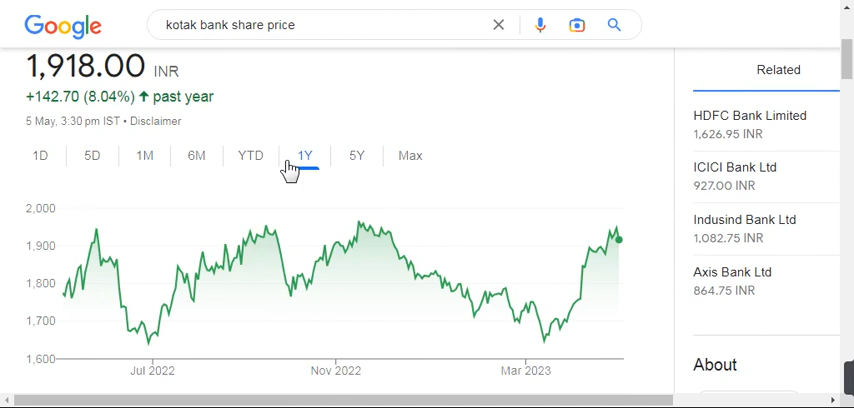 Google
kotak bank share price
1,918.00 INR
+142.70 (8.04%) ↑ past year
5 May, 3:30 pm IST • Disclaimer
1D 5D 1M 6M YTD 1Y 5Y Max
2,000
1,900
1,800
1,700
1,600
Jul 2022 Nov 2022 Mar 2023
Related
HDFC Bank Limited
1,626.95 INR
ICICI Bank Ltd
927.00 INR
Indusind Bank Ltd
1,082.75 INR
Axis Bank Ltd
864.75 INR
About